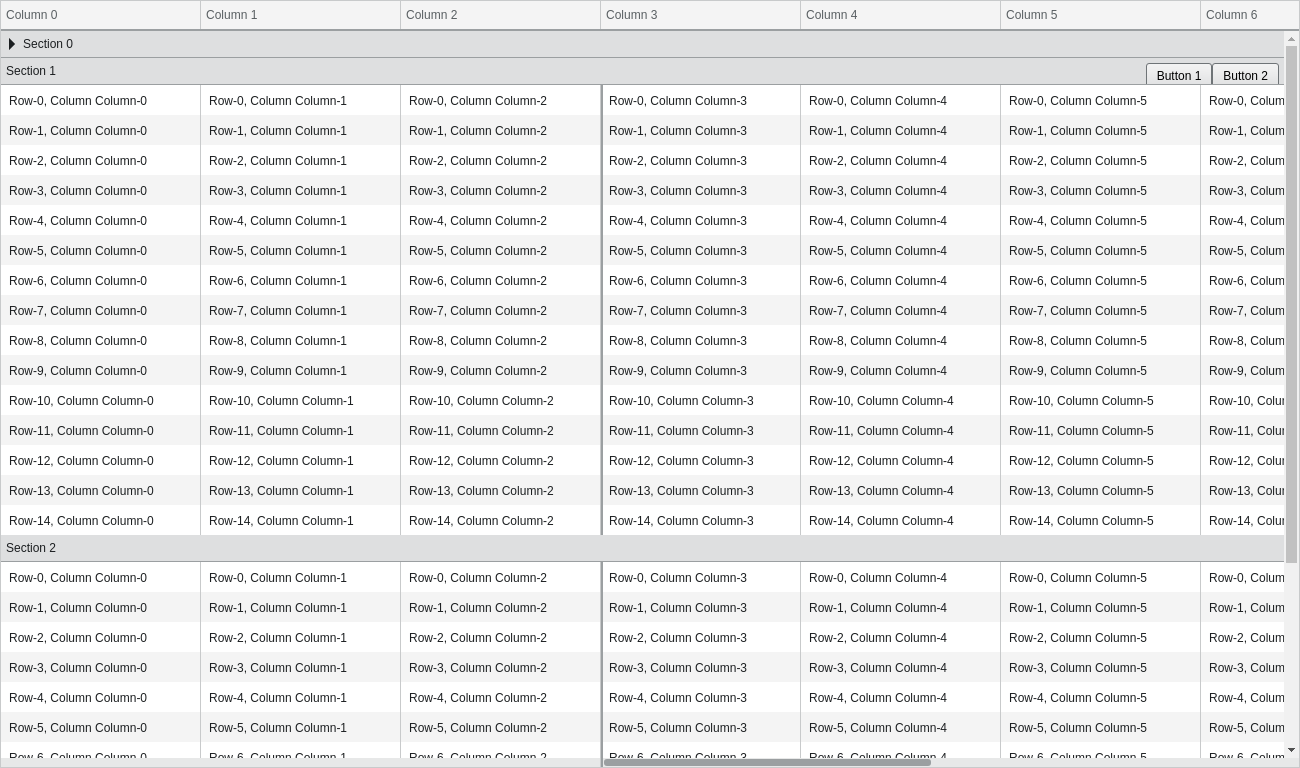 Column 0 Column 1 Column 2 Column 3 Column 4 Column 5 Column 6
Section 0
Section 1 Button 1 Button 2
Row-0, Column Column-0 Row-0, Column Column-1 Row-0, Column Column-2 Row-0, Column Column-3 Row-0, Column Column-4 Row-0, Column Column-5 Row-0, Colum
Row-1, Column Column-0 Row-1, Column Column-1 Row-1, Column Column-2 Row-1, Column Column-3 Row-1, Column Column-4 Row-1, Column Column-5 Row-1, Colum
Row-2, Column Column-0 Row-2, Column Column-1 Row-2, Column Column-2 Row-2, Column Column-3 Row-2, Column Column-4 Row-2, Column Column-5 Row-2, Colum
Row-3, Column Column-0 Row-3, Column Column-1 Row-3, Column Column-2 Row-3, Column Column-3 Row-3, Column Column-4 Row-3, Column Column-5 Row-3, Colum
Row-4, Column Column-0 Row-4, Column Column-1 Row-4, Column Column-2 Row-4, Column Column-3 Row-4, Column Column-4 Row-4, Column Column-5 Row-4, Colum
Row-5, Column Column-0 Row-5, Column Column-1 Row-5, Column Column-2 Row-5, Column Column-3 Row-5, Column Column-4 Row-5, Column Column-5 Row-5, Colum
Row-6, Column Column-0 Row-6, Column Column-1 Row-6, Column Column-2 Row-6, Column Column-3 Row-6, Column Column-4 Row-6, Column Column-5 Row-6, Colum
Row-7, Column Column-0 Row-7, Column Column-1 Row-7, Column Column-2 Row-7, Column Column-3 Row-7, Column Column-4 Row-7, Column Column-5 Row-7, Colum
Row-8, Column Column-0 Row-8, Column Column-1 Row-8, Column Column-2 Row-8, Column Column-3 Row-8, Column Column-4 Row-8, Column Column-5 Row-8, Colum
Row-9, Column Column-0 Row-9, Column Column-1 Row-9, Column Column-2 Row-9, Column Column-3 Row-9, Column Column-4 Row-9, Column Column-5 Row-9, Colum
Row-10, Column Column-0 Row-10, Column Column-1 Row-10, Column Column-2 Row-10, Column Column-3 Row-10, Column Column-4 Row-10, Column Column-5 Row-10, Colu
Row-11, Column Column-0 Row-11, Column Column-1 Row-11, Column Column-2 Row-11, Column Column-3 Row-11, Column Column-4 Row-11, Column Column-5 Row-11, Colu
Row-12, Column Column-0 Row-12, Column Column-1 Row-12, Column Column-2 Row-12, Column Column-3 Row-12, Column Column-4 Row-12, Column Column-5 Row-12, Colu
Row-13, Column Column-0 Row-13, Column Column-1 Row-13, Column Column-2 Row-13, Column Column-3 Row-13, Column Column-4 Row-13, Column Column-5 Row-13, Colu
Row-14, Column Column-0 Row-14, Column Column-1 Row-14, Column Column-2 Row-14, Column Column-3 Row-14, Column Column-4 Row-14, Column Column-5 Row-14, Colu
Section 2
Row-0, Column Column-0 Row-0, Column Column-1 Row-0, Column Column-2 Row-0, Column Column-3 Row-0, Column Column-4 Row-0, Column Column-5 Row-0, Colum
Row-1, Column Column-0 Row-1, Column Column-1 Row-1, Column Column-2 Row-1, Column Column-3 Row-1, Column Column-4 Row-1, Column Column-5 Row-1, Colum
Row-2, Column Column-0 Row-2, Column Column-1 Row-2, Column Column-2 Row-2, Column Column-3 Row-2, Column Column-4 Row-2, Column Column-5 Row-2, Colum
Row-3, Column Column-0 Row-3, Column Column-1 Row-3, Column Column-2 Row-3, Column Column-3 Row-3, Column Column-4 Row-3, Column Column-5 Row-3, Colum
Row-4, Column Column-0 Row-4, Column Column-1 Row-4, Column Column-2 Row-4, Column Column-3 Row-4, Column Column-4 Row-4, Column Column-5 Row-4, Colum
Row-5, Column Column-0 Row-5, Column Column-1 Row-5, Column Column-2 Row-5, Column Column-3 Row-5, Column Column-4 Row-5, Column Column-5 Row-5, Colum
Row-6, Column Column-0 Row-6, Column Column-1 Row-6, Column Column-2 Row-6, Column Column-3 Row-6, Column Column-4 Row-6, Column Column-5 Row-6, Colum